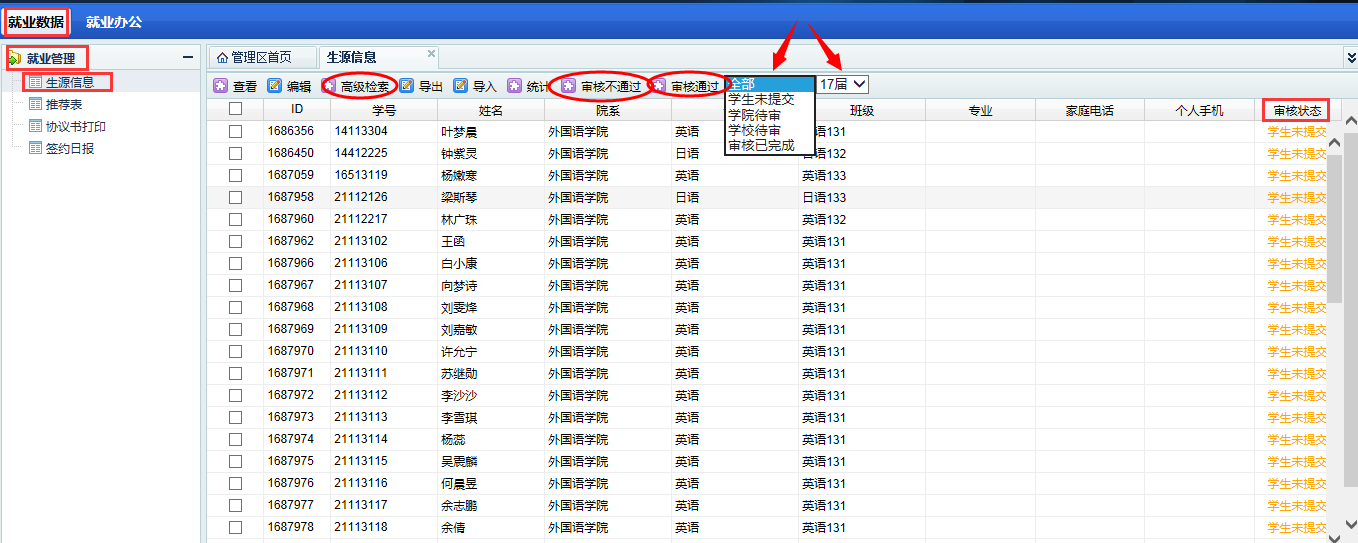 就业数据 就业办公
就业管理
生源信息
推荐表
协议书打印
签约日报
管理区首页 生源信息
查看 编辑 高级检索 导出 导入 统计 审核不通过 审核通过 全部 17届
学生未提交
学院待审
学校待审
审核已完成
ID 学号 姓名 院系 班级 专业 家庭电话 个人手机 审核状态
1686356 14113304 叶梦晨 外国语学院 英语 英语131 学生未提交
1686450 14412225 钟紫灵 外国语学院 日语 日语132 学生未提交
1687059 16513119 杨嫩寒 外国语学院 英语 英语133 学生未提交
1687958 21112126 梁斯琴 外国语学院 日语 日语133 学生未提交
1687960 21112217 林广珠 外国语学院 英语 英语132 学生未提交
1687962 21113102 王函 外国语学院 英语 英语131 学生未提交
1687966 21113106 白小康 外国语学院 英语 英语131 学生未提交
1687967 21113107 向梦诗 外国语学院 英语 英语131 学生未提交
1687968 21113108 刘雯烽 外国语学院 英语 英语131 学生未提交
1687969 21113109 刘嘉敏 外国语学院 英语 英语131 学生未提交
1687970 21113110 许允宁 外国语学院 英语 英语131 学生未提交
1687971 21113111 苏继勋 外国语学院 英语 英语131 学生未提交
1687972 21113112 李沙沙 外国语学院 英语 英语131 学生未提交
1687973 21113113 李雪琪 外国语学院 英语 英语131 学生未提交
1687974 21113114 杨蕊 外国语学院 英语 英语131 学生未提交
1687975 21113115 吴震麟 外国语学院 英语 英语131 学生未提交
1687976 21113116 何晨昱 外国语学院 英语 英语131 学生未提交
1687977 21113117 余志鹏 外国语学院 英语 英语131 学生未提交
1687978 21113118 余倩 外国语学院 英语 英语131 学生未提交